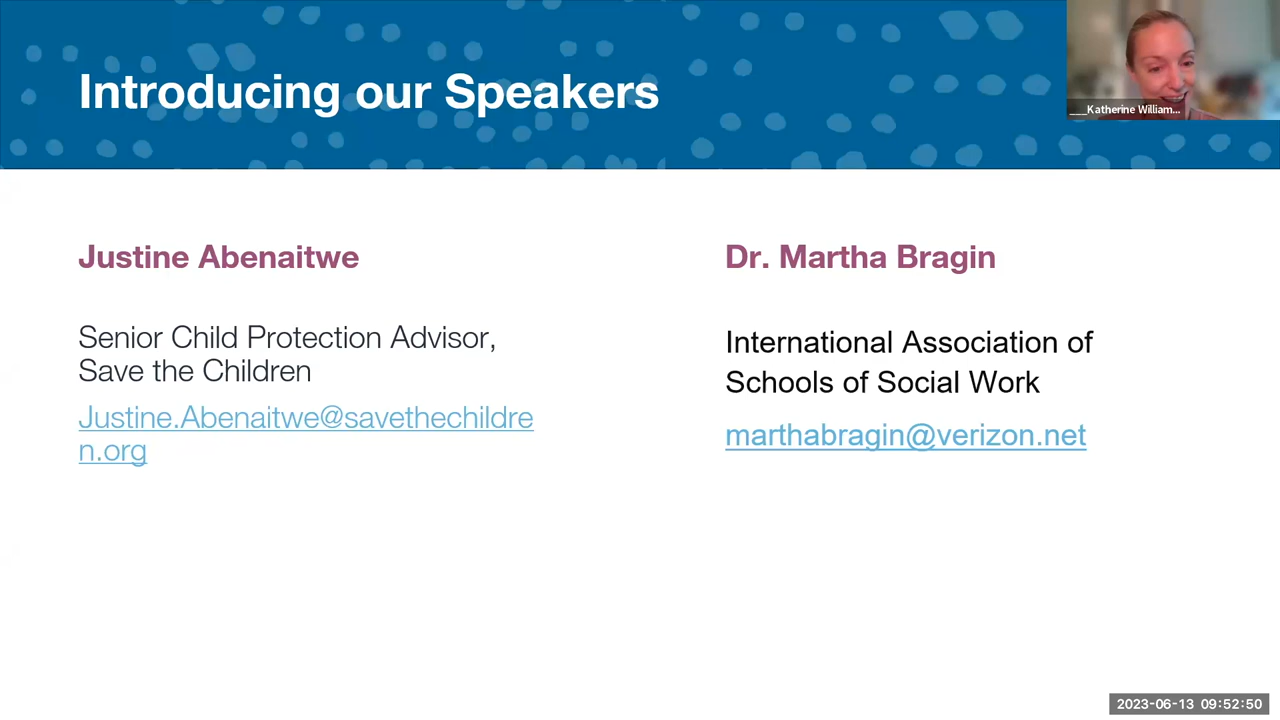 Introducing our Speakers
___Katherine William...
Justine Abenaitwe
Senior Child Protection Advisor,
Save the Children
Justine.Abenaitwe@savethechildre
n.org
Dr. Martha Bragin
International Association of
Schools of Social Work
marthabragin@verizon.net
2023-06-13 09:52:50